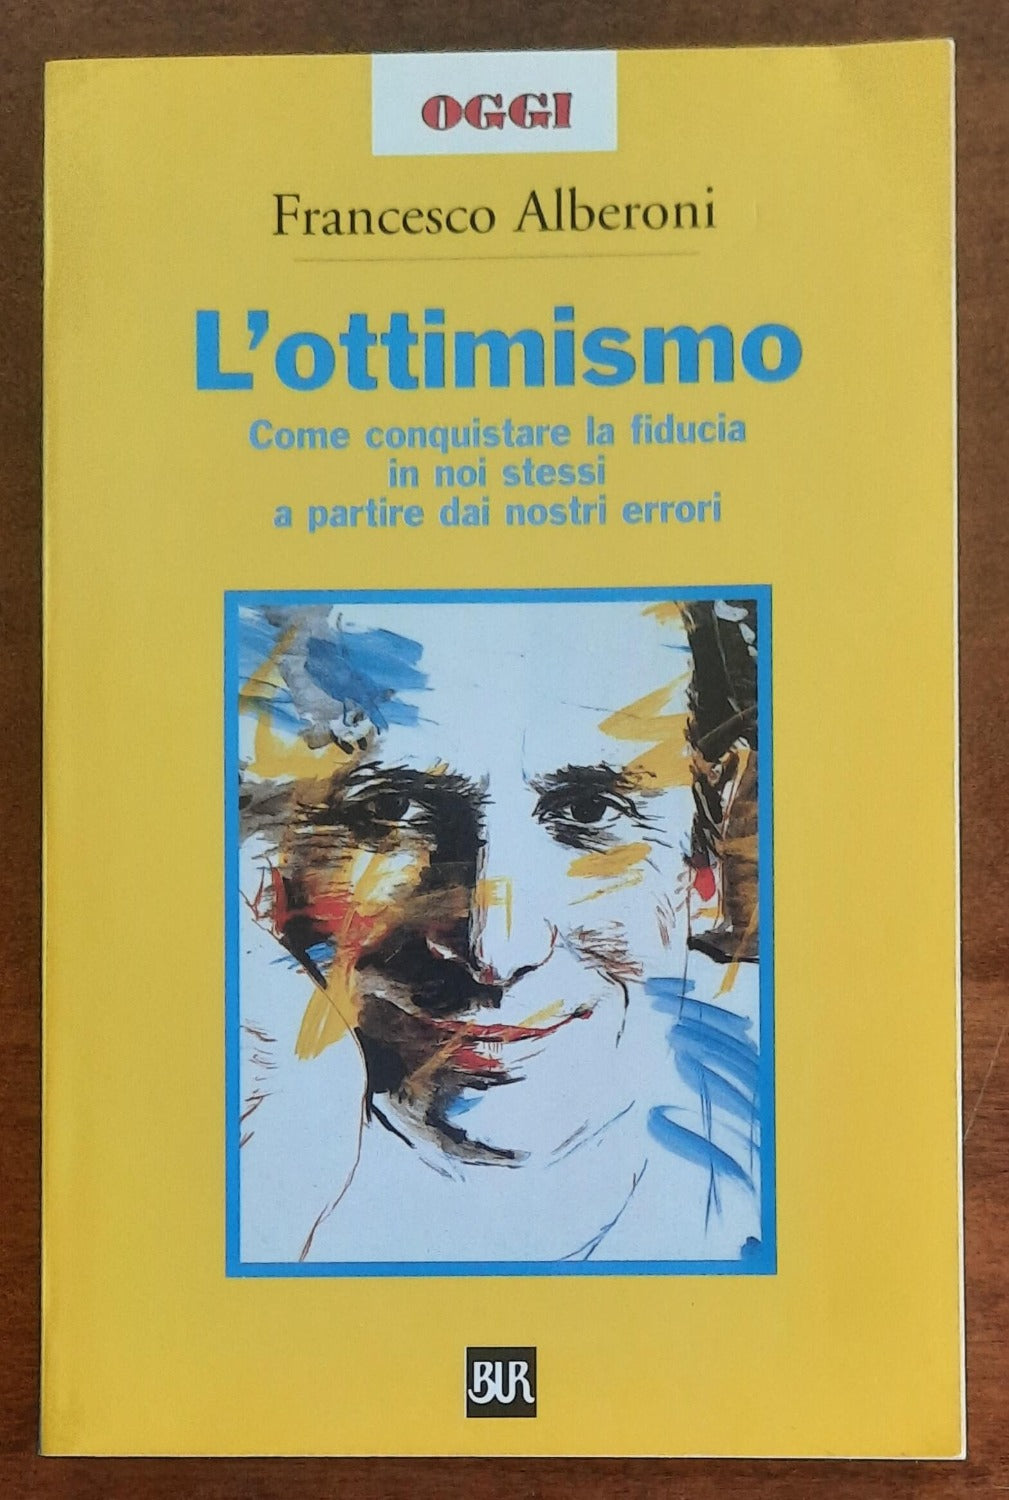 OGGI
Francesco Alberoni
L'ottimismo
Come conquistare la fiducia
in noi stessi
a partire dai nostri errori
BUR